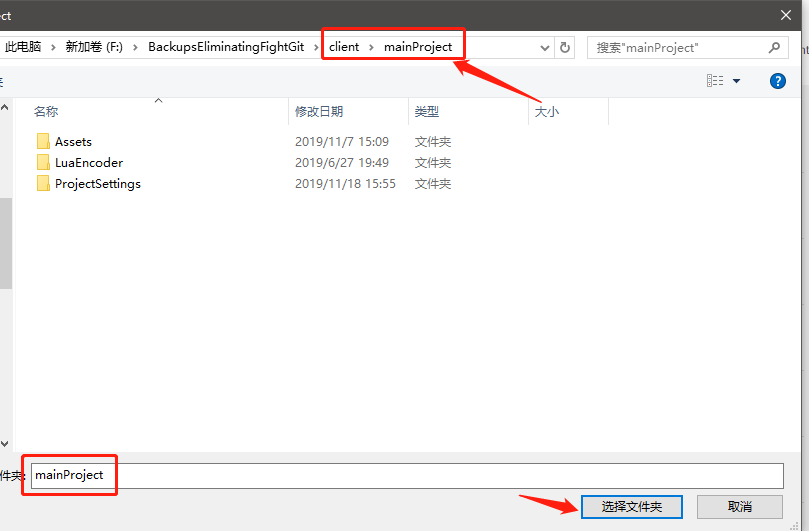 ct
此电脑 › 新加卷 (F:) › BackupsEliminatingFightGit › client › mainProject
搜索"mainProject"
名称 修改日期 类型 大小
Assets 2019/11/7 15:09 文件夹
LuaEncoder 2019/6/27 19:49 文件夹
ProjectSettings 2019/11/18 15:55 文件夹
件夹: mainProject
选择文件夹 取消